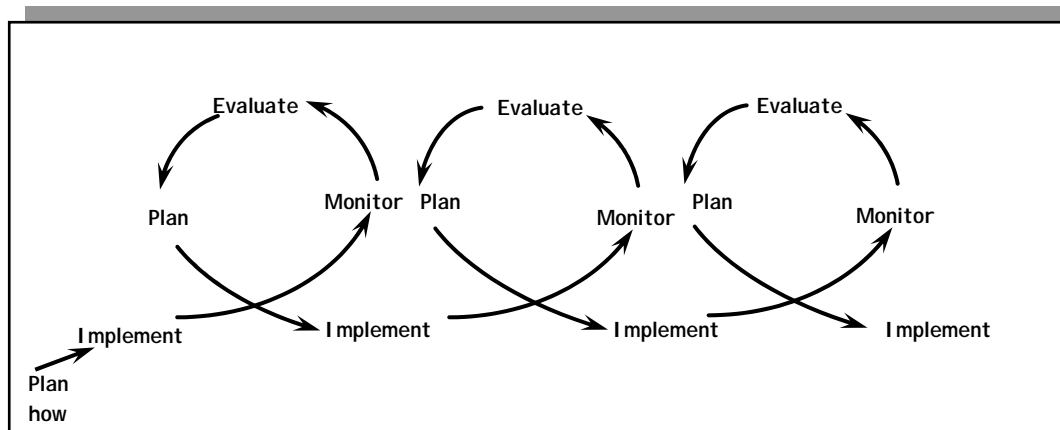 Evaluate Evaluate Evaluate
Plan Monitor Plan Monitor Plan Monitor
Implement Implement Implement Implement
Plan
how